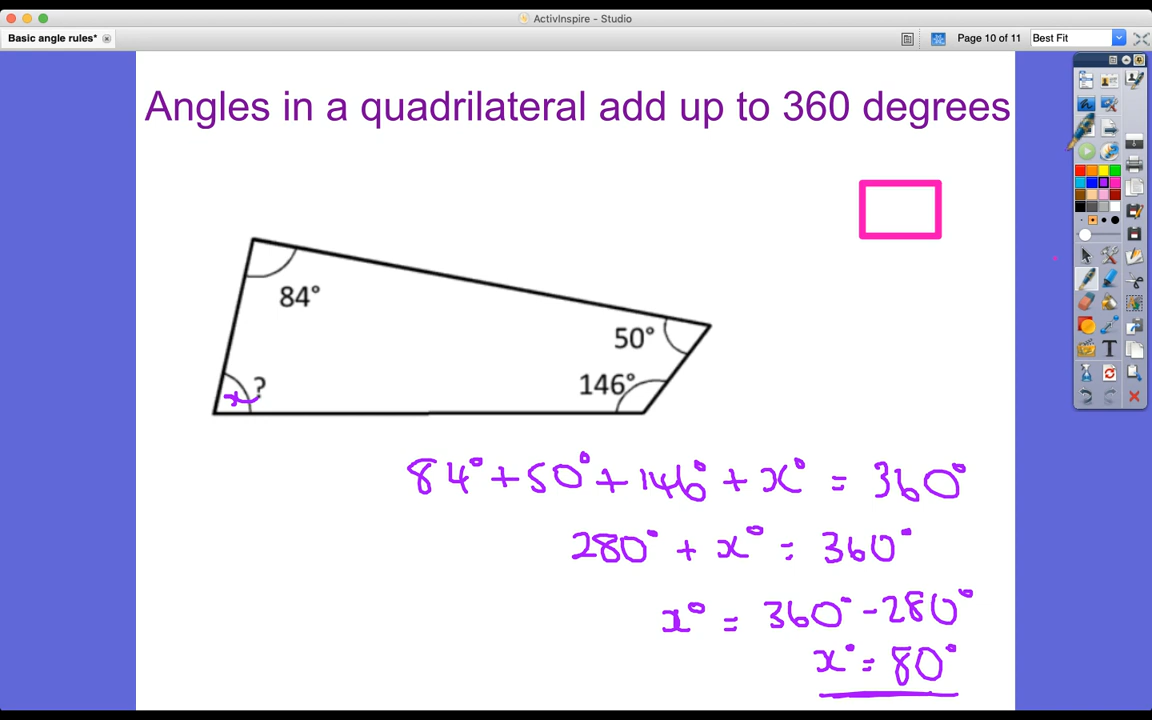 ActivInspire - Studio
Basic angle rules*
Page 10 of 11
Best Fit
Angles in a quadrilateral add up to 360 degrees
84°
50°
146°
?
x
84° + 50° + 146° + x° = 360°
280° + x° = 360°
x° = 360° - 280°
x° = 80°